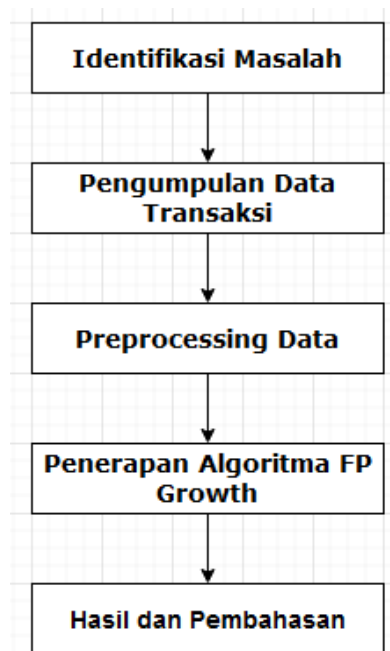 Identifikasi Masalah
Pengumpulan Data
Transaksi
Preprocessing Data
Penerapan Algoritma FP
Growth
Hasil dan Pembahasan